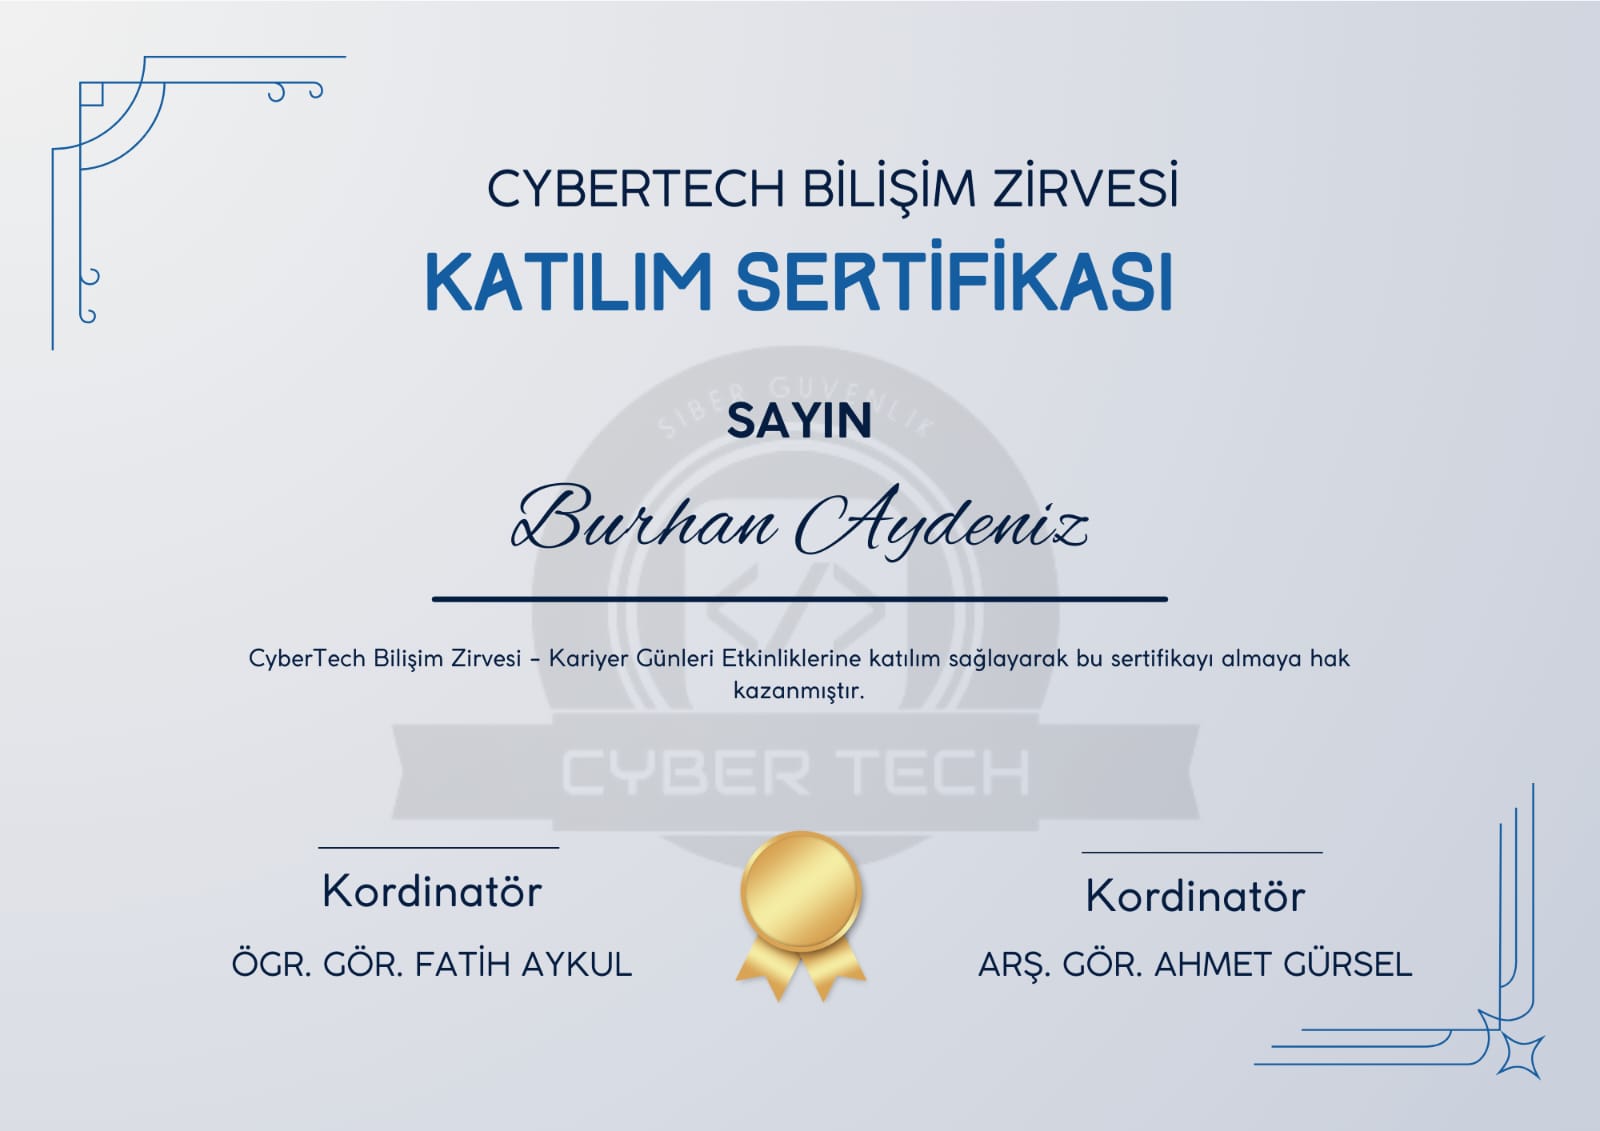 CYBERTECH BİLİŞİM ZİRVESİ
KATILIM SERTİFİKASI
SIBER GUVENLIK
SAYIN
Burhan Aydeniz
CyberTech Bilişim Zirvesi - Kariyer Günleri Etkinliklerine katılım sağlayarak bu sertifikayı almaya hak
kazanmıştır.
CYBER TECH
Kordinatör
ÖGR. GÖR. FATİH AYKUL
Kordinatör
ARŞ. GÖR. AHMET GÜRSEL